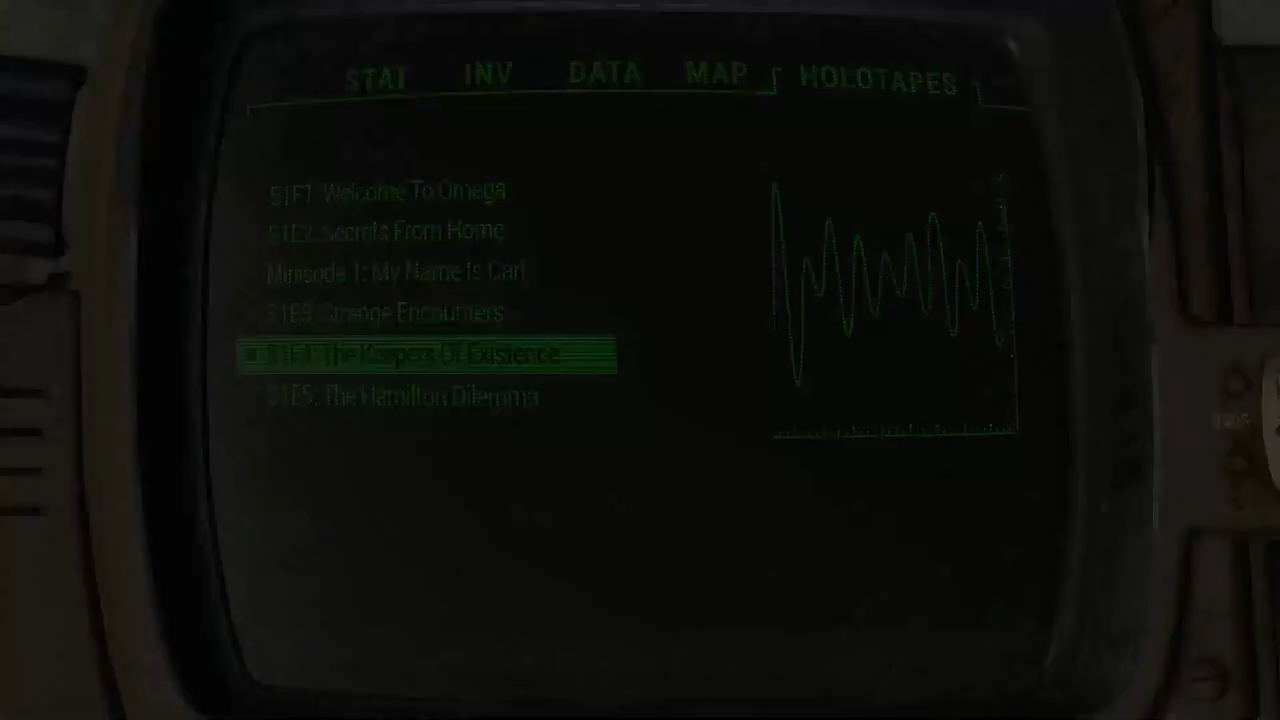 STAT INV DATA MAP HOLOTAPES
S1E1: Welcome To Omega
S1E2: Secrets From Home
Minisode 1: My Name Is Carl
S1E3: Strange Encounters
S1E4: The Keepers Of Existence
S1E5: The Hamilton Dilemma